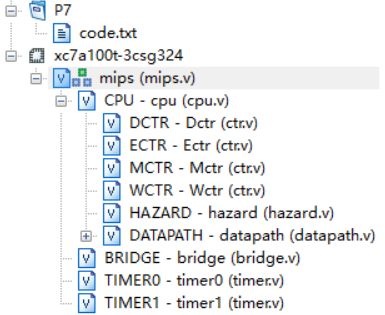 P7
code.txt
xc7a100t-3csg324
mips (mips.v)
CPU - cpu (cpu.v)
DCTR - Dctr (ctr.v)
ECTR - Ectr (ctr.v)
MCTR - Mctr (ctr.v)
WCTR - Wctr (ctr.v)
HAZARD - hazard (hazard.v)
DATAPATH - datapath (datapath.v)
BRIDGE - bridge (bridge.v)
TIMER0 - timer0 (timer.v)
TIMER1 - timer1 (timer.v)